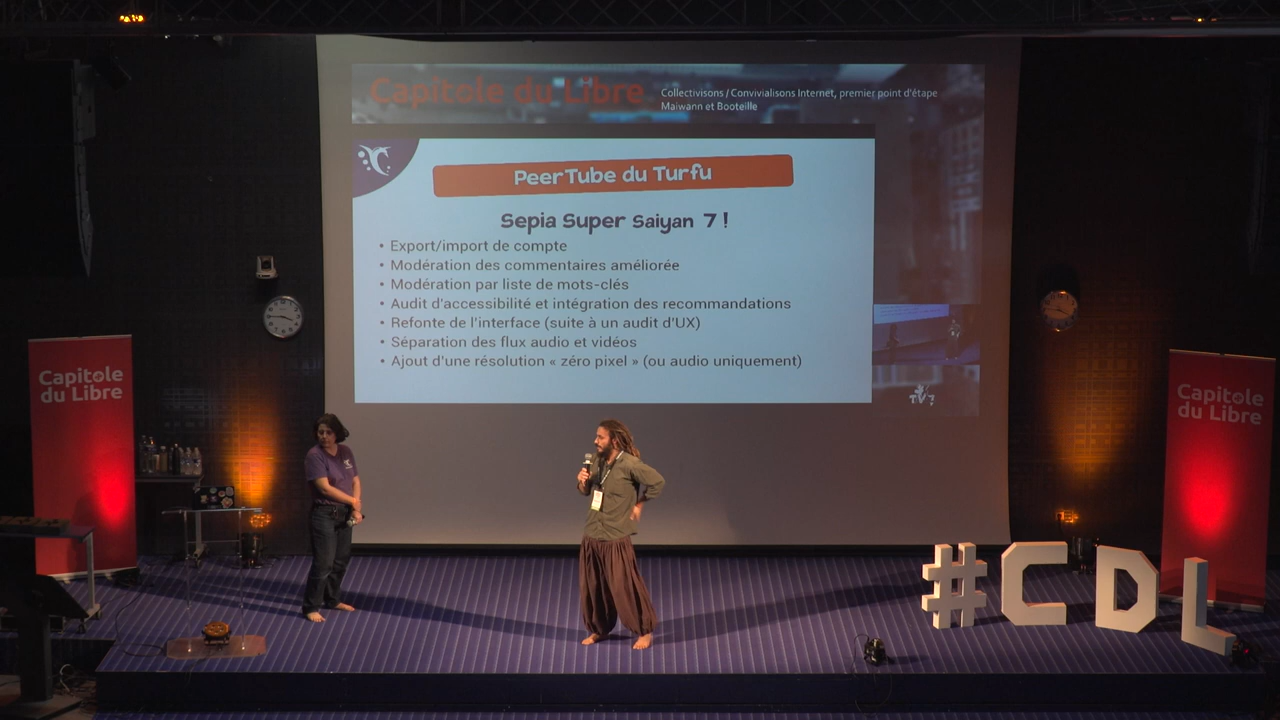 Capitole du Libre
Collectivisons / Convivialisons Internet, premier point d'étape
Maiwann et Booteille
PeerTube du Turfu
Sepia Super Saiyan 7 !
• Export/import de compte
• Modération des commentaires améliorée
• Modération par liste de mots-clés
• Audit d'accessibilité et intégration des recommandations
• Refonte de l'interface (suite à un audit d'UX)
• Séparation des flux audio et vidéos
• Ajout d'une résolution « zéro pixel » (ou audio uniquement)
Capitole
du Libre
Capitole
du Libre
#CDL